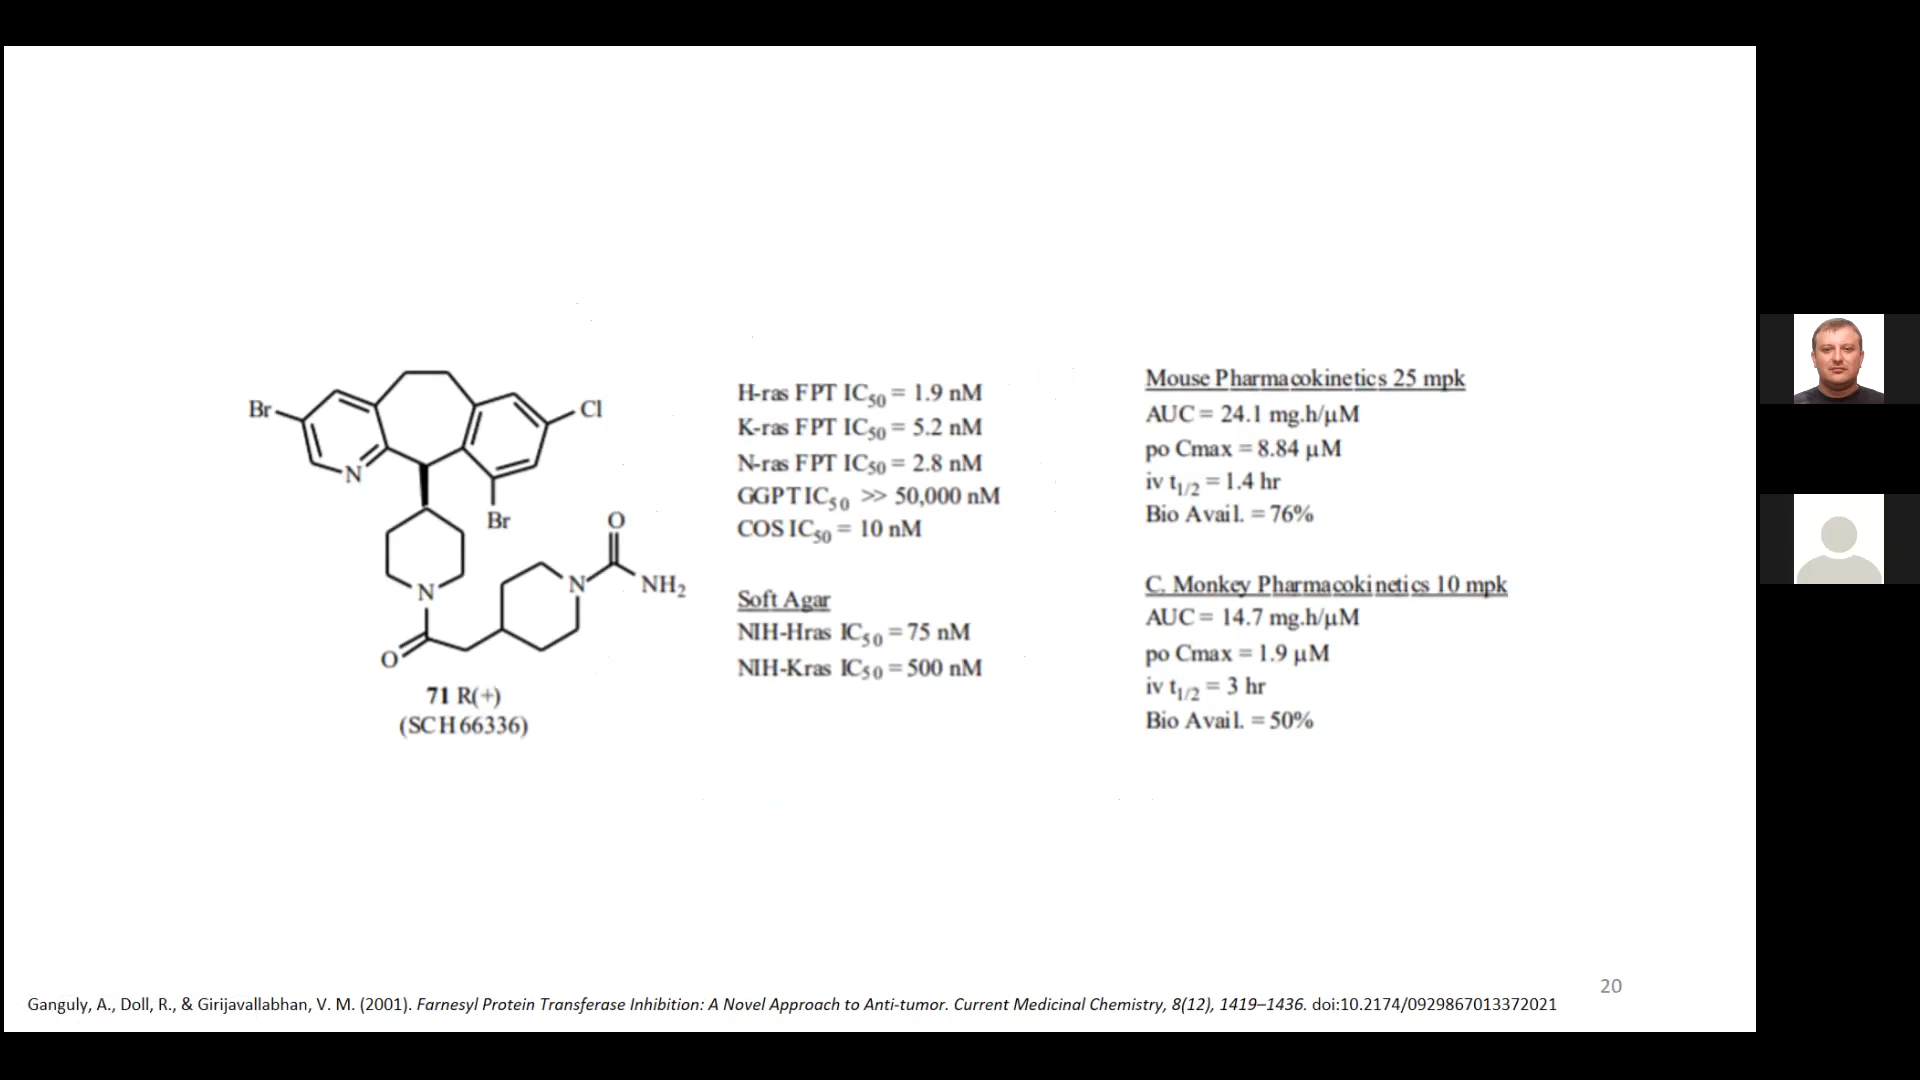 Br
Cl
N
Br
O
N
NH2
N
O
71 R(+)
(SCH 66336)
H-ras FPT IC50 = 1.9 nM
K-ras FPT IC50 = 5.2 nM
N-ras FPT IC50 = 2.8 nM
GGPT IC50 >> 50,000 nM
COS IC50 = 10 nM
Soft Agar
NIH-Hras IC50 = 75 nM
NIH-Kras IC50 = 500 nM
Mouse Pharmacokinetics 25 mpk
AUC = 24.1 mg.h/μM
po Cmax = 8.84 μM
iv t1/2 = 1.4 hr
Bio Avail. = 76%
C. Monkey Pharmacokinetics 10 mpk
AUC = 14.7 mg.h/μM
po Cmax = 1.9 μM
iv t1/2 = 3 hr
Bio Avail. = 50%
20
Ganguly, A., Doll, R., & Girijavallabhan, V. M. (2001). Farnesyl Protein Transferase Inhibition: A Novel Approach to Anti-tumor. Current Medicinal Chemistry, 8(12), 1419–1436. doi:10.2174/0929867013372021